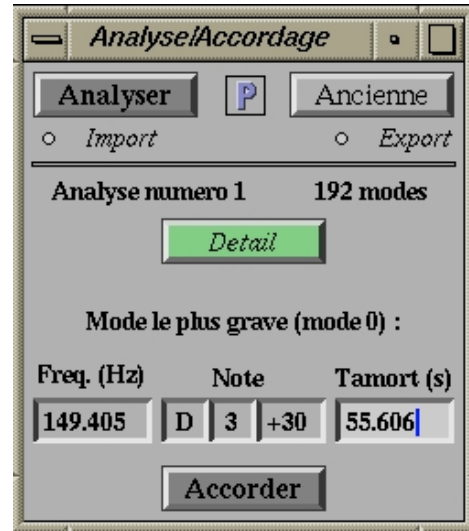 Analyse/Accordage
Analyser P Ancienne
Import Export
Analyse numero 1 192 modes
Detail
Mode le plus grave (mode 0) :
Freq. (Hz) Note Tamort (s)
149.405 D 3 +30 55.606
Accorder